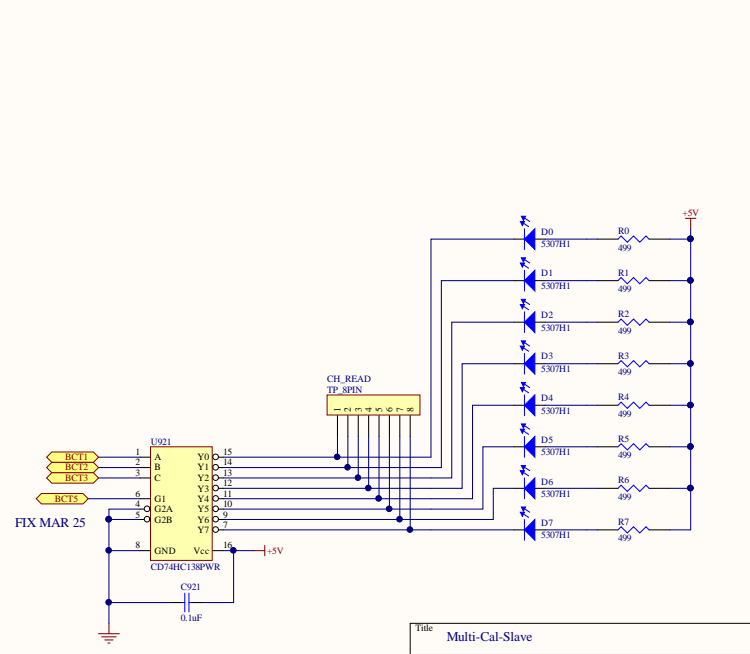 +5V
D0 R0
5307H1 499
D1 R1
5307H1 499
D2 R2
5307H1 499
D3 R3
5307H1 499
CH_READ
TP_8PIN
D4 R4
5307H1 499
1 2 3 4 5 6 7 8
D5 R5
5307H1 499
U921
BCT1 1 A Y0 15
BCT2 2 B Y1 14
BCT3 3 C Y2 13
Y3 12
D6 R6
5307H1 499
BCT5 6 G1 Y4 11
4 G2A Y5 10
FIX MAR 25 5 G2B Y6 9
Y7 7
D7 R7
5307H1 499
8 GND Vcc 16 +5V
CD74HC138PWR
C921
0.1uF
Title
Multi-Cal-Slave